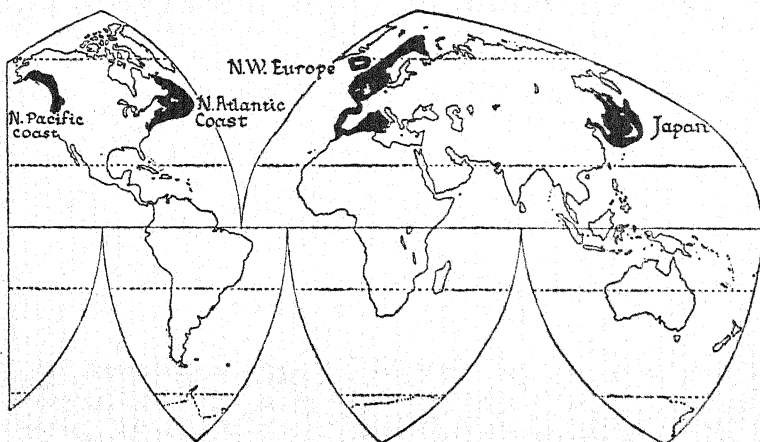 N.W. Europe
N. Atlantic
Coast
N. Pacific
coast
Japan